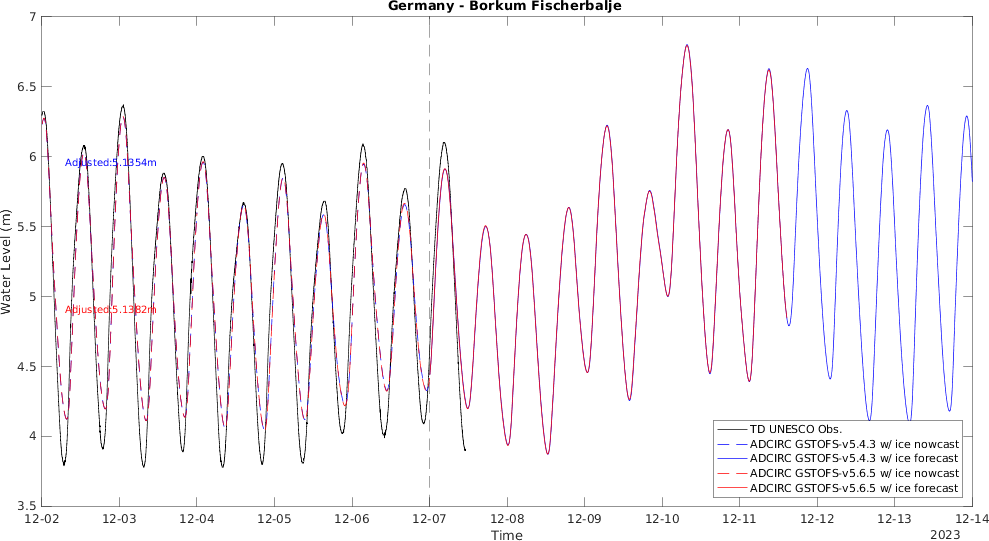 Germany - Borkum Fischerbalje
7
6.5
6
5.5
5
4.5
4
3.5
Water Level (m)
Adjusted:5.1354m
Adjusted:5.1382m
TD UNESCO Obs.
ADCIRC GSTOFS-v5.4.3 w/ ice nowcast
ADCIRC GSTOFS-v5.4.3 w/ ice forecast
ADCIRC GSTOFS-v5.6.5 w/ ice nowcast
ADCIRC GSTOFS-v5.6.5 w/ ice forecast
12-02 12-03 12-04 12-05 12-06 12-07 12-08 12-09 12-10 12-11 12-12 12-13 12-14
Time
2023